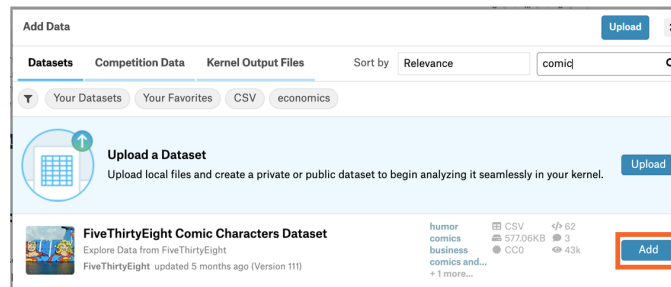 Add Data
Upload
Datasets Competition Data Kernel Output Files Sort by Relevance comic
Your Datasets Your Favorites CSV economics
Upload a Dataset
Upload local files and create a private or public dataset to begin analyzing it seamlessly in your kernel.
Upload
FiveThirtyEight Comic Characters Dataset
Explore Data from FiveThirtyEight
FiveThirtyEight updated 5 months ago (Version 111)
humor
comics
business
comics and...
+ 1 more...
CSV 62
577.06KB 3
CC0 43k
Add